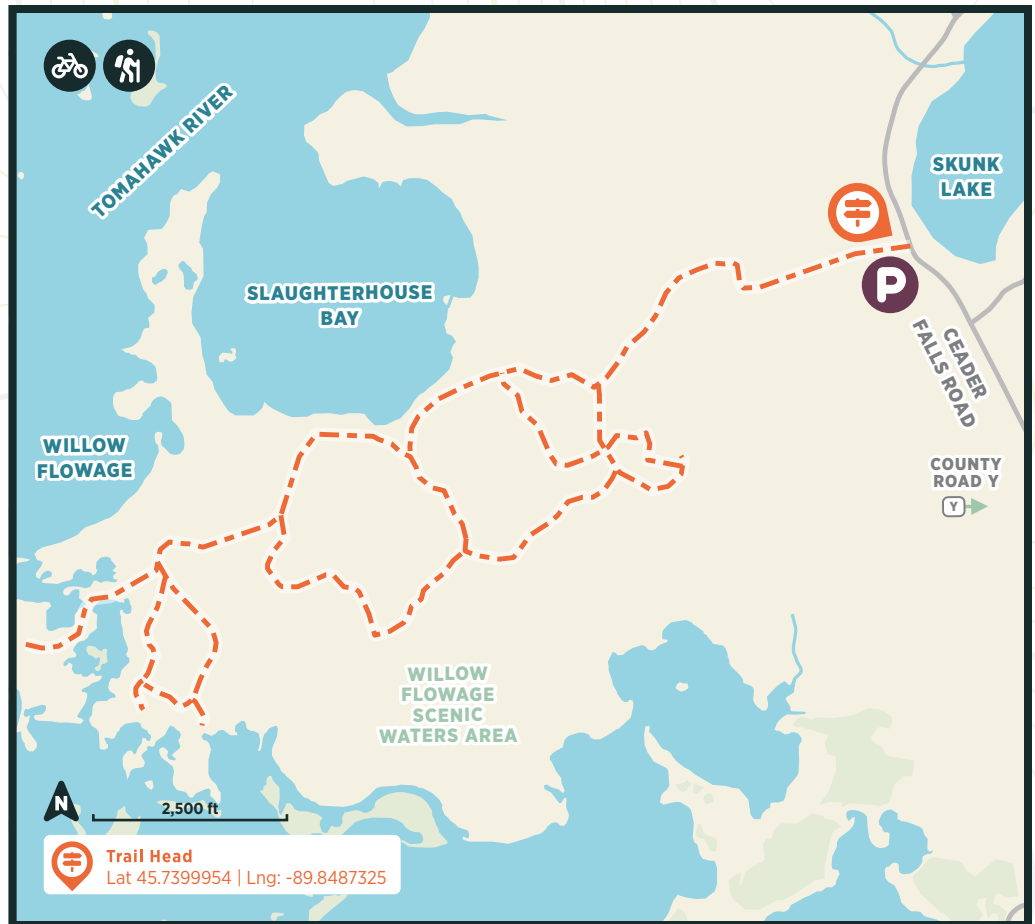 TOMAHAWK RIVER
SKUNK
LAKE
SLAUGHTERHOUSE
BAY
P
CEADER
FALLS ROAD
WILLOW
FLOWAGE
COUNTY
ROAD Y
Y
WILLOW
FLOWAGE
SCENIC
WATERS AREA
N
2,500 ft
Trail Head
Lat 45.7399954 | Lng: -89.8487325